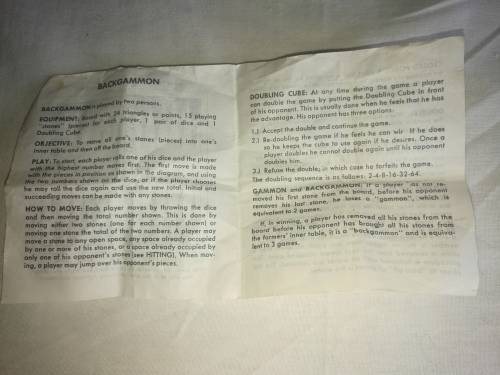 BACKGAMMON
BACKGAMMON is played by two persons.
EQUIPMENT: Board with 24 triangles or points, 15 playing
"stones" (pieces) for each player, 1 pair of dice and 1
Doubling Cube.
OBJECTIVE: To move all one's stones (pieces) into one's
inner table and then off the board.
PLAY: To start, each player rolls one of his dice and the player
with the highest number moves first. The first move is made
with the pieces in position as shown in the diagram, and using
the two numbers shown on the dice, or if the player chooses
he may roll the dice again and use the new total. Initial and
succeeding moves can be made with any stones.
HOW TO MOVE: Each player moves by throwing the dice
and then moving the total number shown. This is done by
moving either two stones (one for each number shown) or
moving one stone the total of the two numbers. A player may
move a stone to any open space, any space already occupied
by one or more of his stones, or a space already occupied by
only one of his opponent's stones (see HITTING). When mov-
ing, a player may jump over his opponent's pieces.
DOUBLING CUBE: At any time during the game a player
can double the game by putting the Doubling Cube in front
of his opponent. This is usually done when he feels that he has
the advantage. His opponent has three options:
1.) Accept the double and continue the game.
2.) Re-doubling the game if he feels he can win. If he does
so he keeps the cube to use again if he desires. Once a
player doubles he cannot double again until his opponent
doubles him.
3.) Refuse the double; in which case he forfeits the game.
The doubling sequence is as follows: 2-4-8-16-32-64.
GAMMON and BACKGAMMON: If a player has not re-
moved his first stone from the board, before his opponent
removes his last stone, he loses a "gammon", which is
equivalent to 2 games.
If, in winning, a player has removed all his stones from the
board before his opponent has brought all his stones from
the formers' inner table, it is a "backgammon" and is equiva-
lent to 3 games.